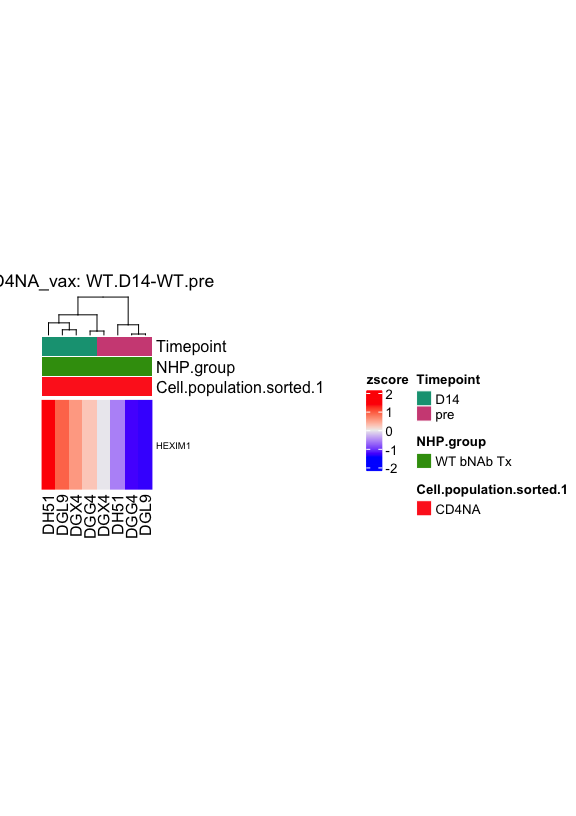 D4NA_vax: WT.D14-WT.pre
Timepoint
NHP.group
Cell.population.sorted.1
HEXIM1
DH51
DGL9
DGX4
DGG4
DGX4
DH51
DGG4
DGL9
zscore
2
1
0
-1
-2
Timepoint
D14
pre
NHP.group
WT bNAb Tx
Cell.population.sorted.1
CD4NA